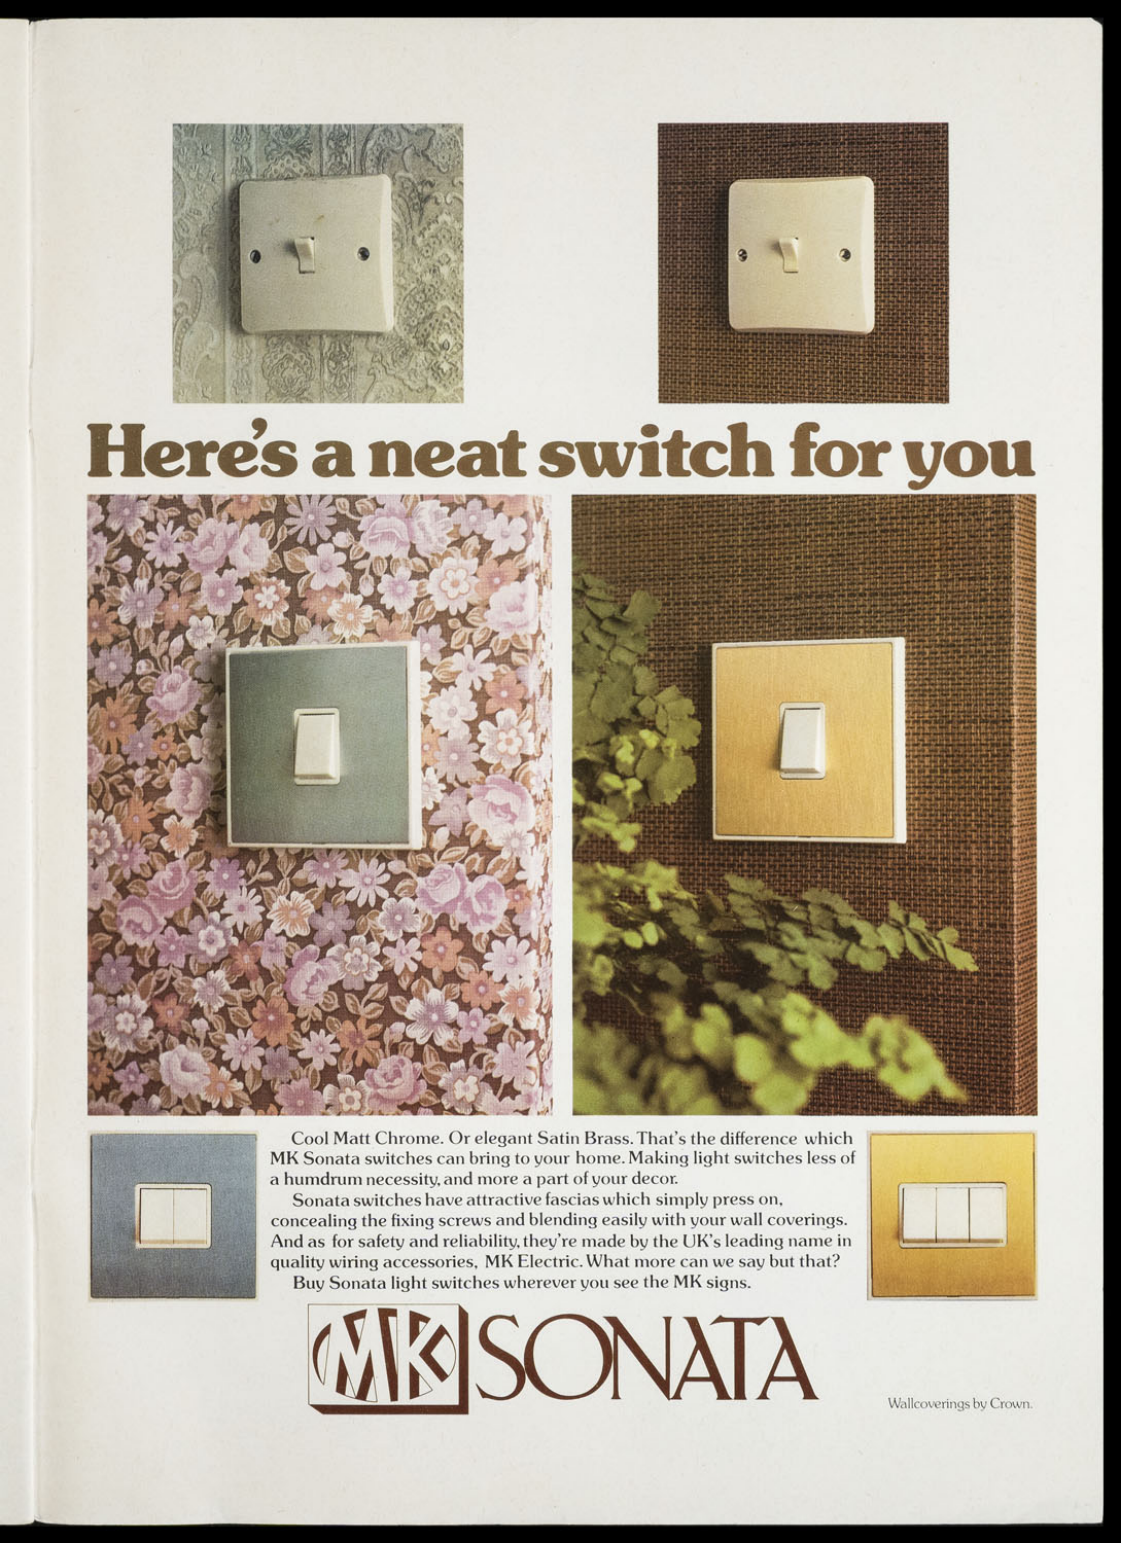 Here's a neat switch for you
Cool Matt Chrome. Or elegant Satin Brass. That's the difference which
MK Sonata switches can bring to your home. Making light switches less of
a humdrum necessity, and more a part of your decor.
Sonata switches have attractive fascias which simply press on,
concealing the fixing screws and blending easily with your wall coverings.
And as for safety and reliability, they're made by the UK's leading name in
quality wiring accessories, MK Electric. What more can we say but that?
Buy Sonata light switches wherever you see the MK signs.
MK SONATA
Wallcoverings by Crown.